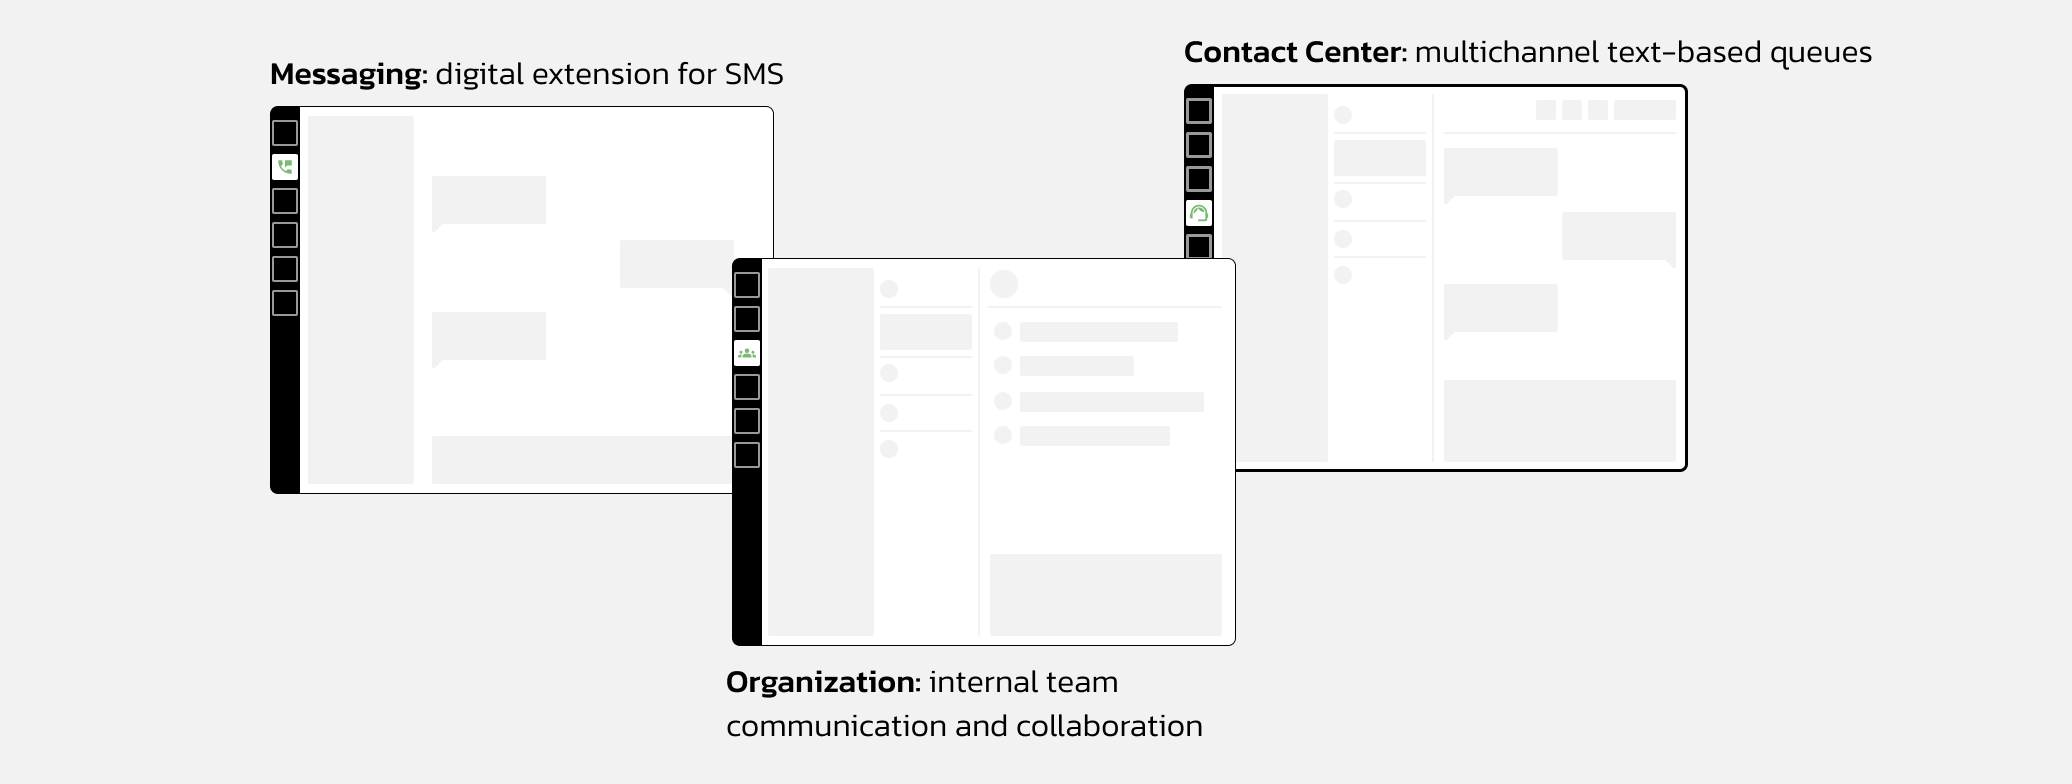 Messaging: digital extension for SMS
Contact Center: multichannel text-based queues
Organization: internal team
communication and collaboration